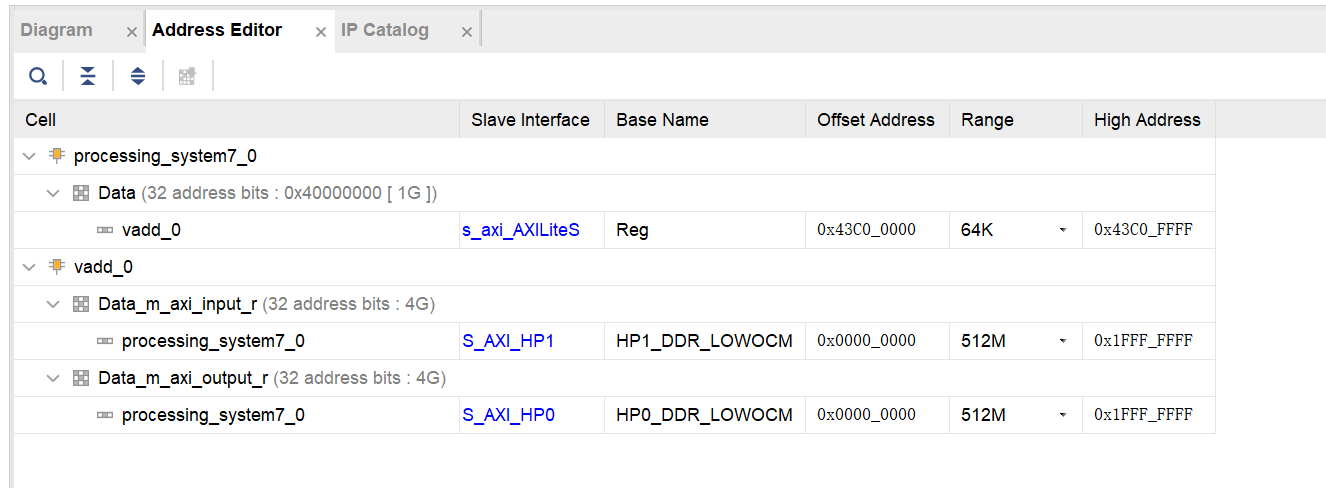 Diagram × Address Editor × IP Catalog ×
Cell Slave Interface Base Name Offset Address Range High Address
processing_system7_0
Data (32 address bits : 0x40000000 [ 1G ])
vadd_0 s_axi_AXILiteS Reg 0x43C0_0000 64K 0x43C0_FFFF
vadd_0
Data_m_axi_input_r (32 address bits : 4G)
processing_system7_0 S_AXI_HP1 HP1_DDR_LOWOCM 0x0000_0000 512M 0x1FFF_FFFF
Data_m_axi_output_r (32 address bits : 4G)
processing_system7_0 S_AXI_HP0 HP0_DDR_LOWOCM 0x0000_0000 512M 0x1FFF_FFFF